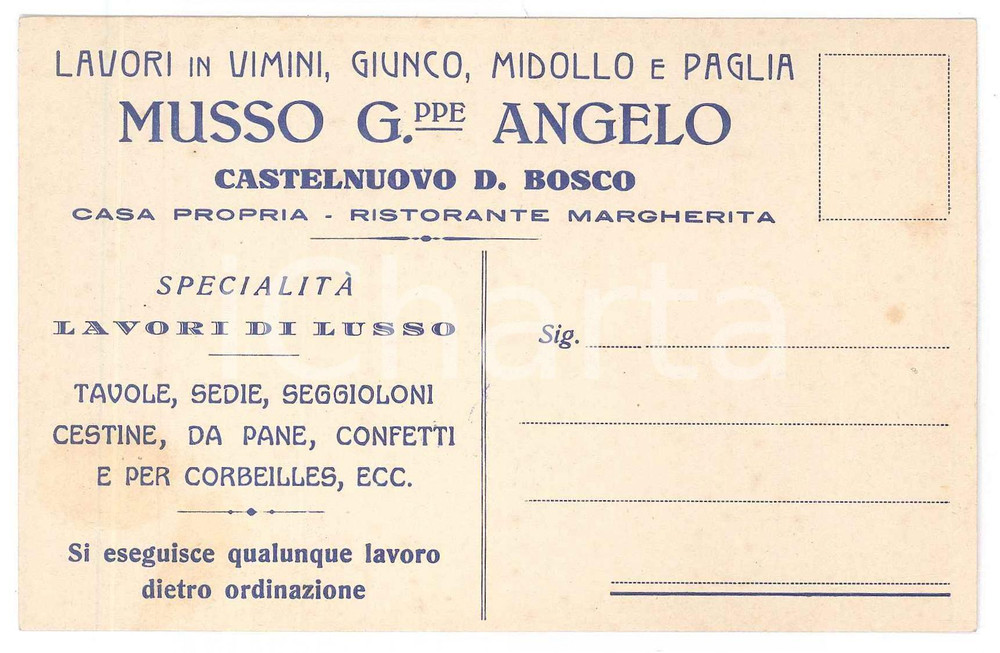 LAVORI IN VIMINI, GIUNCO, MIDOLLO E PAGLIA
MUSSO G.PPE ANGELO
CASTELNUOVO D. BOSCO
CASA PROPRIA - RISTORANTE MARGHERITA
SPECIALITÀ
LAVORI DI LUSSO
TAVOLE, SEDIE, SEGGIOLONI
CESTINE, DA PANE, CONFETTI
E PER CORBEILLES, ECC.
Si eseguisce qualunque lavoro
dietro ordinazione
Sig.
iCharta